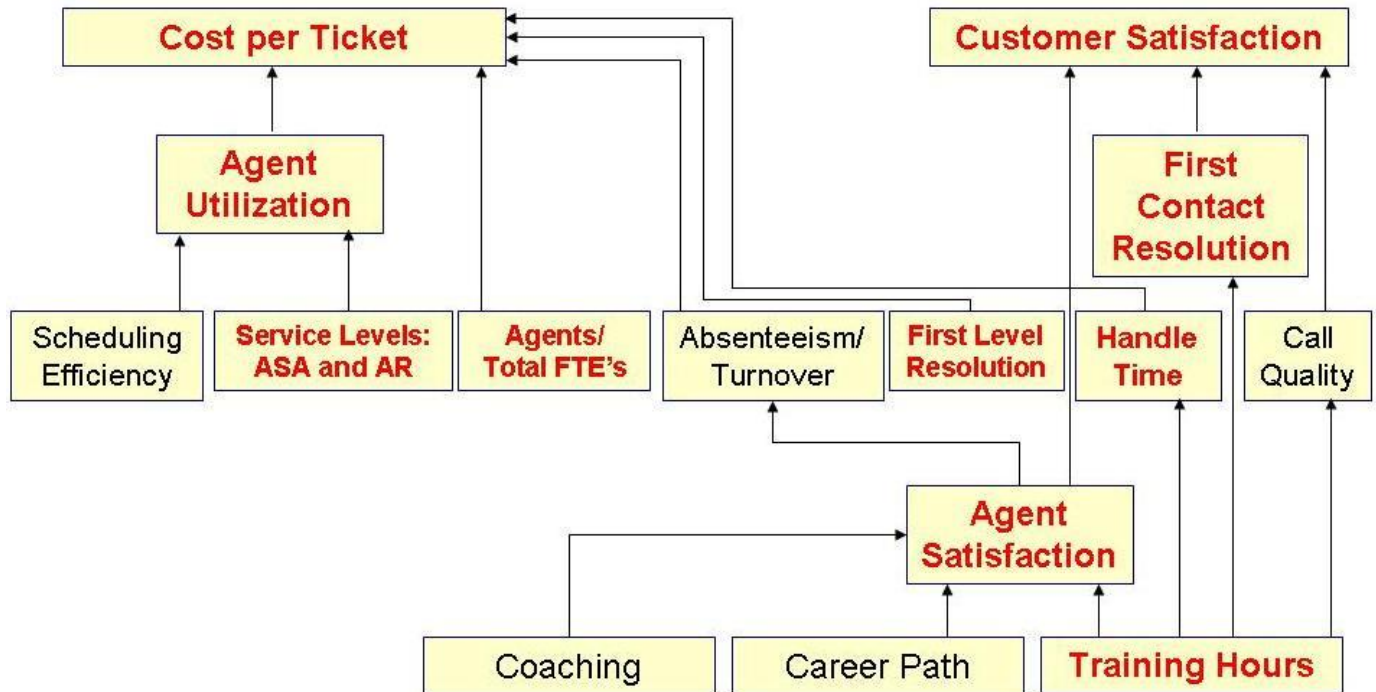 Cost per Ticket
Customer Satisfaction
Agent
Utilization
First
Contact
Resolution
Scheduling
Efficiency
Service Levels:
ASA and AR
Agents/
Total FTE's
Absenteeism/
Turnover
First Level
Resolution
Handle
Time
Call
Quality
Agent
Satisfaction
Coaching
Career Path
Training Hours